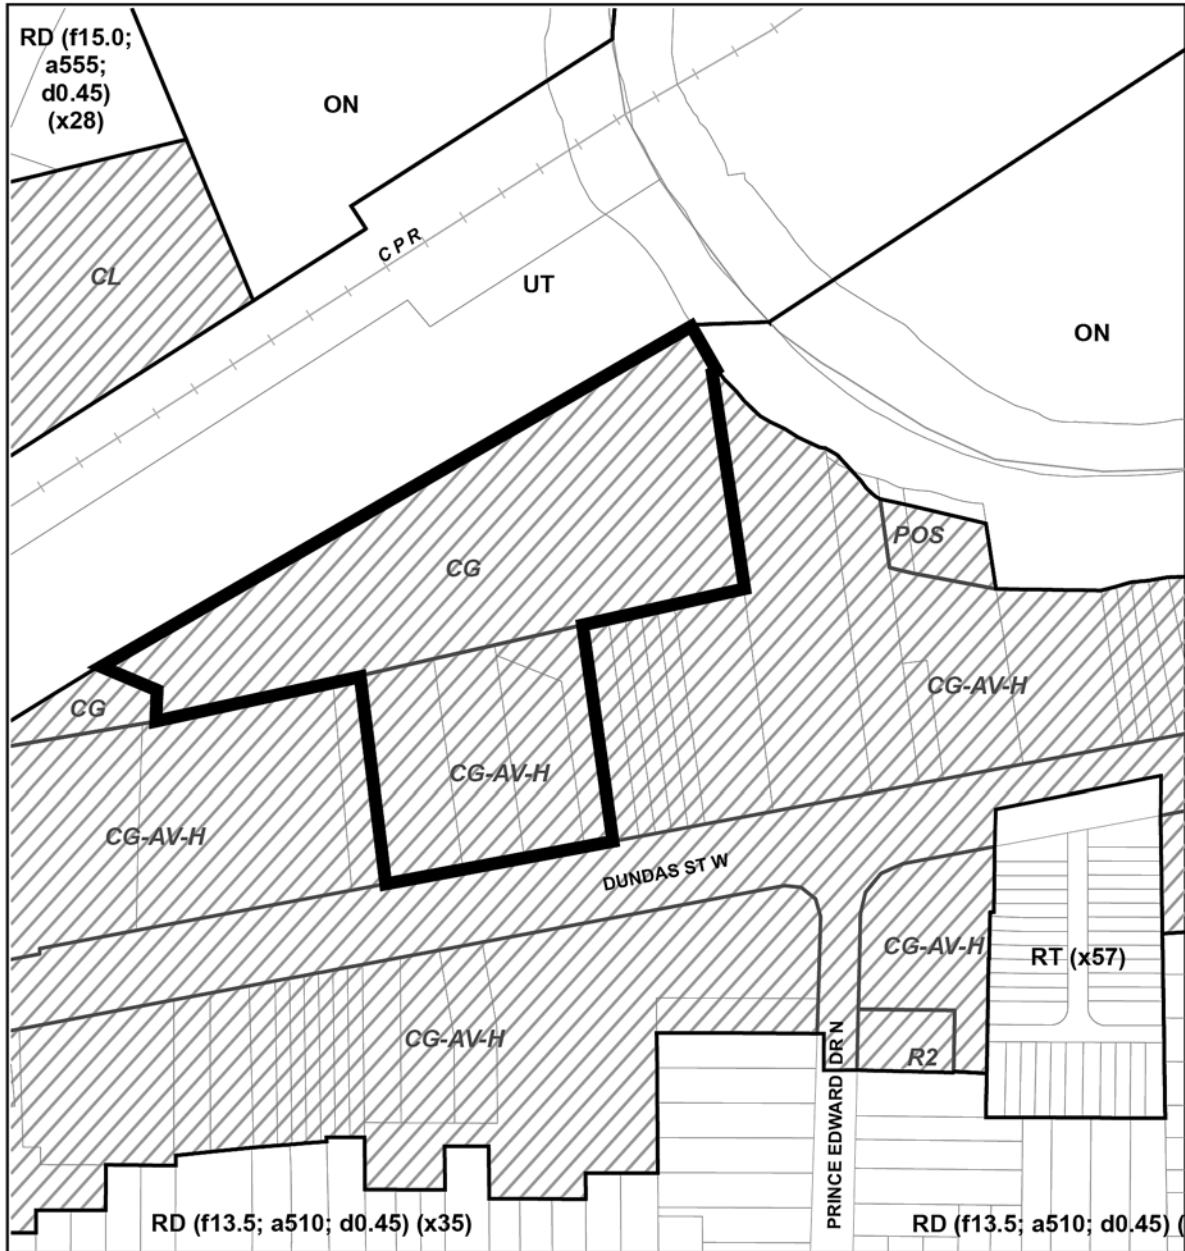 RD (f15.0;
a555;
d0.45)
(x28)
ON
CL
CPR
UT
ON
POS
CG
CG
CG-AV-H
CG-AV-H
CG-AV-H
DUNDAS ST W
CG-AV-H
RT (x57)
CG-AV-H
R2
PRINCE EDWARD DR N
RD (f13.5; a510; d0.45) (x35)
RD (f13.5; a510; d0.45) (